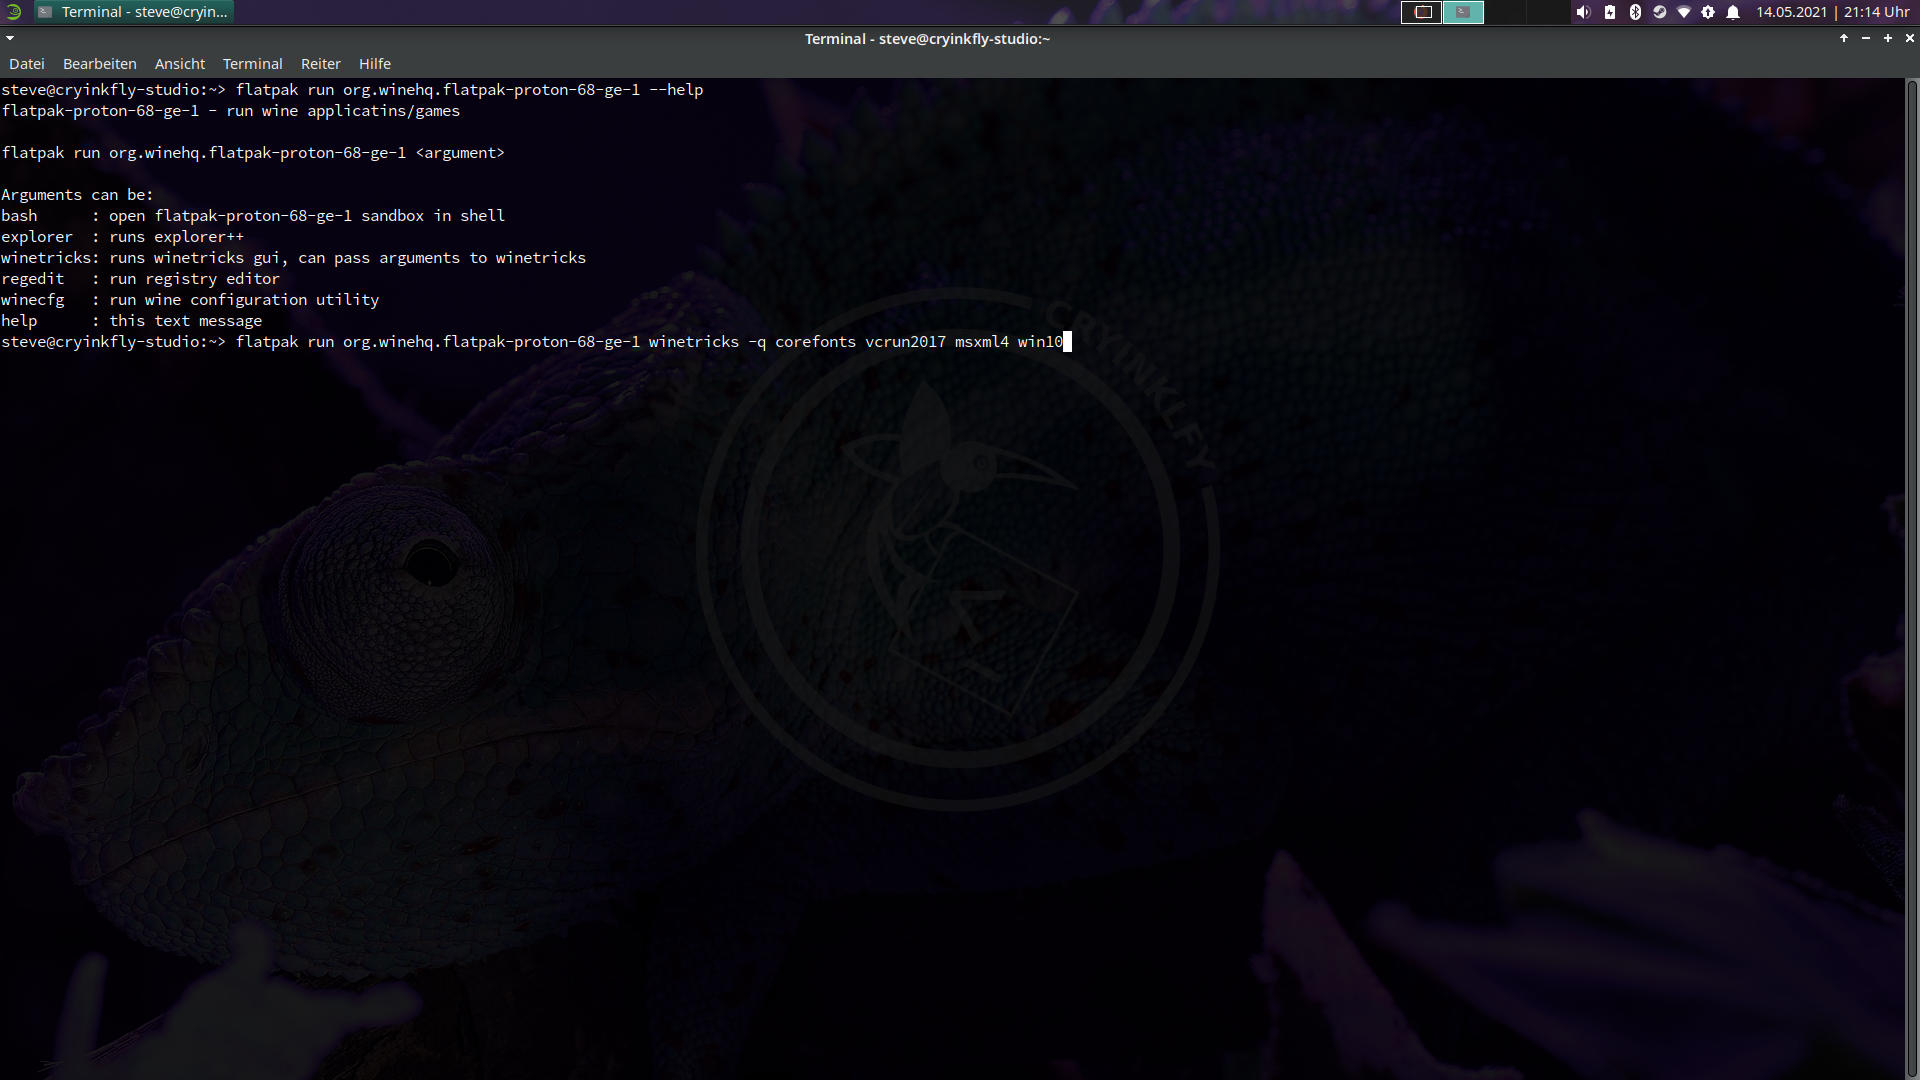 Terminal - steve@cryin...
14.05.2021 | 21:14 Uhr
Terminal - steve@cryinkfly-studio:~
Datei Bearbeiten Ansicht Terminal Reiter Hilfe
steve@cryinkfly-studio:~> flatpak run org.winehq.flatpak-proton-68-ge-1 --help
flatpak-proton-68-ge-1 - run wine applicatins/games
flatpak run org.winehq.flatpak-proton-68-ge-1 <argument>
Arguments can be:
bash      : open flatpak-proton-68-ge-1 sandbox in shell
explorer  : runs explorer++
winetricks: runs winetricks gui, can pass arguments to winetricks
regedit   : run registry editor
winecfg   : run wine configuration utility
help      : this text message
steve@cryinkfly-studio:~> flatpak run org.winehq.flatpak-proton-68-ge-1 winetricks -q corefonts vcrun2017 msxml4 win10
CRYINKLFY